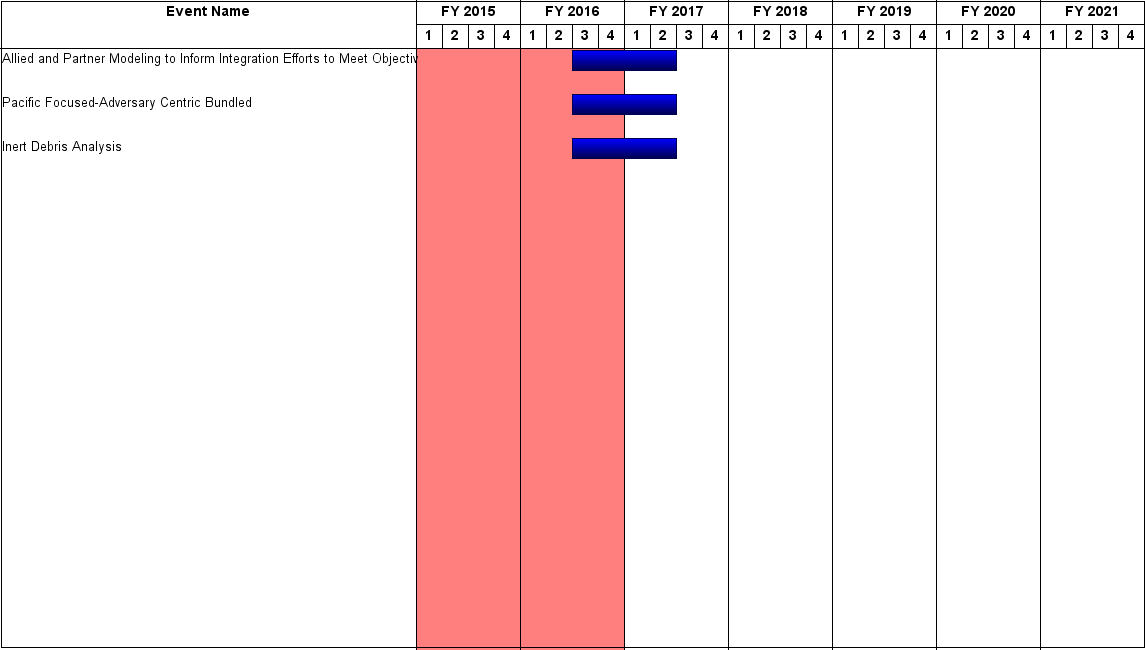 Event Name FY 2015 FY 2016 FY 2017 FY 2018 FY 2019 FY 2020 FY 2021
1 2 3 4 1 2 3 4 1 2 3 4 1 2 3 4 1 2 3 4 1 2 3 4 1 2 3 4
Allied and Partner Modeling to Inform Integration Efforts to Meet Objectiv
Pacific Focused-Adversary Centric Bundled
Inert Debris Analysis